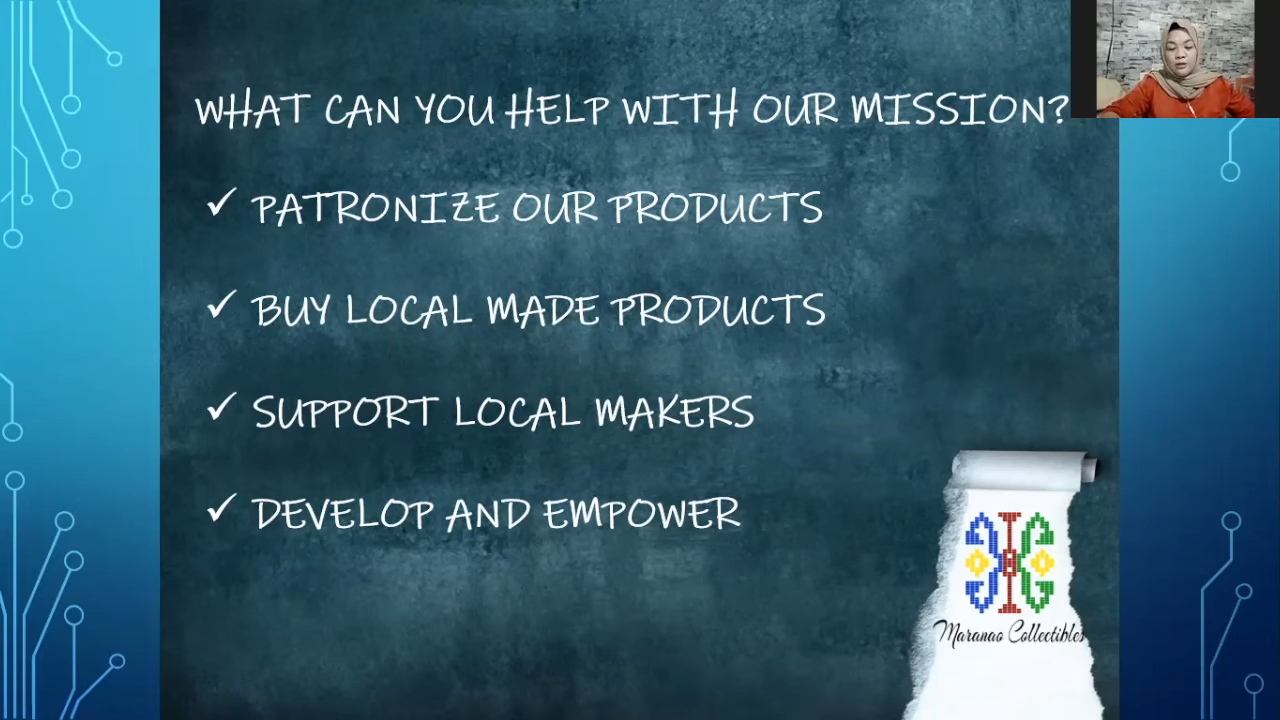 WHAT CAN YOU HELP WITH OUR MISSION?
✓ PATRONIZE OUR PRODUCTS
✓ BUY LOCAL MADE PRODUCTS
✓ SUPPORT LOCAL MAKERS
✓ DEVELOP AND EMPOWER
Maranao Collectibles